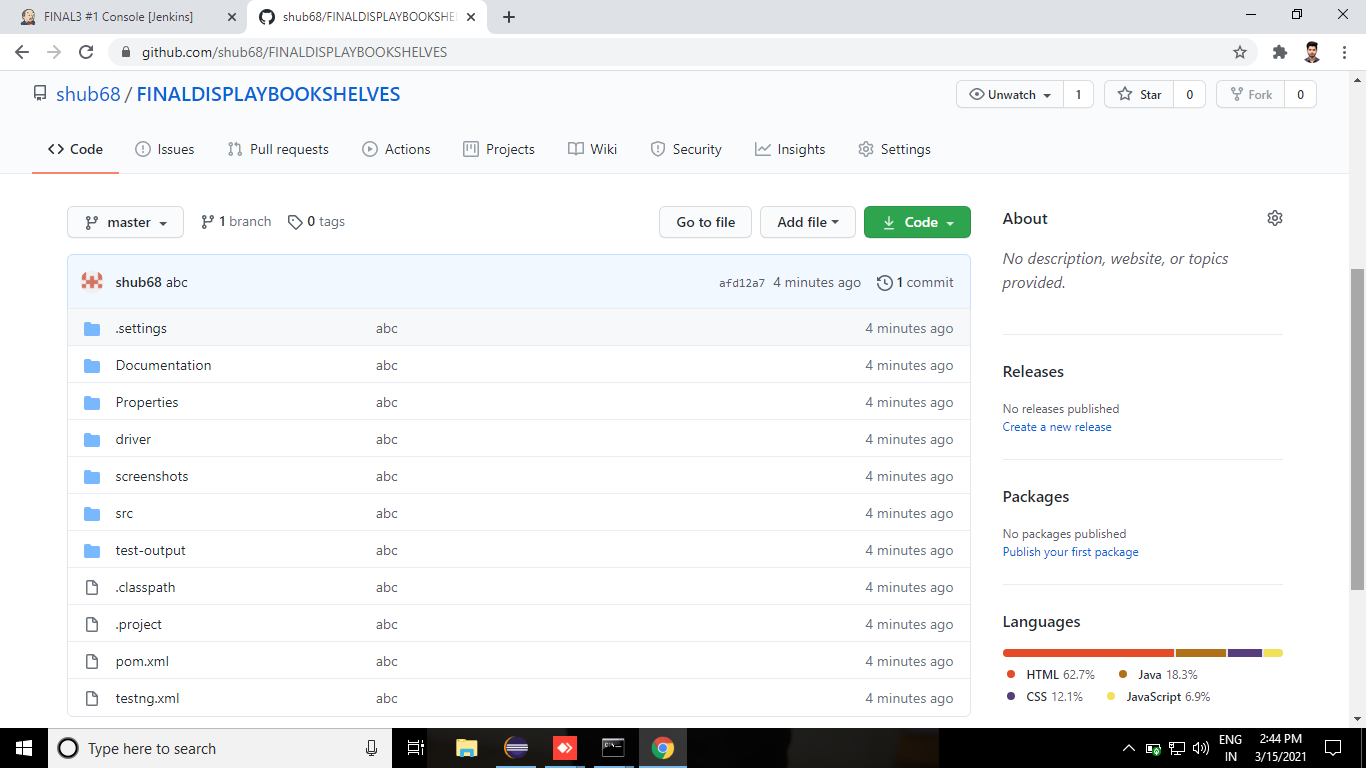 FINAL3 #1 Console [Jenkins]
shub68/FINALDISPLAYBOOKSHE
github.com/shub68/FINALDISPLAYBOOKSHELVES
shub68 / FINALDISPLAYBOOKSHELVES
Unwatch 1 Star 0 Fork 0
Code Issues Pull requests Actions Projects Wiki Security Insights Settings
master 1 branch 0 tags Go to file Add file Code
shub68 abc afd12a7 4 minutes ago 1 commit
.settings abc 4 minutes ago
Documentation abc 4 minutes ago
Properties abc 4 minutes ago
driver abc 4 minutes ago
screenshots abc 4 minutes ago
src abc 4 minutes ago
test-output abc 4 minutes ago
.classpath abc 4 minutes ago
.project abc 4 minutes ago
pom.xml abc 4 minutes ago
testng.xml abc 4 minutes ago
About
No description, website, or topics
provided.
Releases
No releases published
Create a new release
Packages
No packages published
Publish your first package
Languages
HTML 62.7% Java 18.3%
CSS 12.1% JavaScript 6.9%
Type here to search
ENG
IN
2:44 PM
3/15/2021